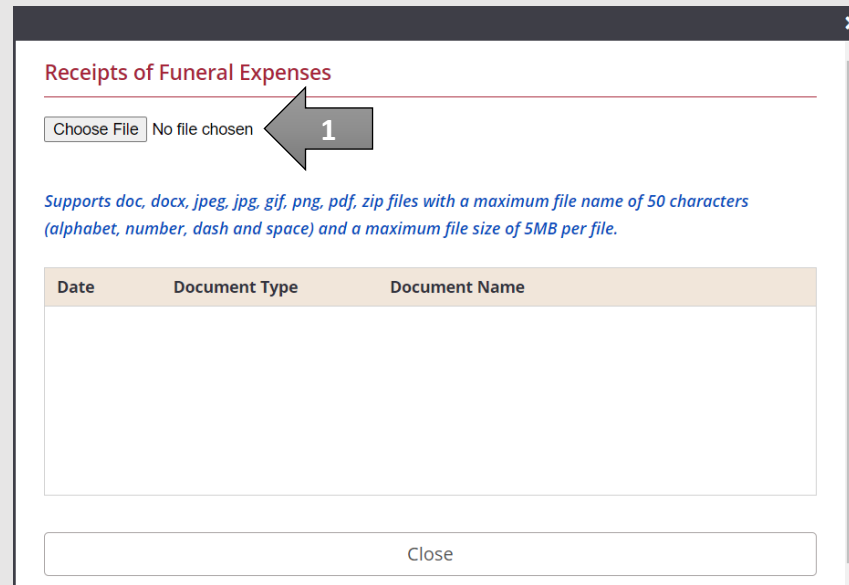 Receipts of Funeral Expenses
Choose File No file chosen 1
Supports doc, docx, jpeg, jpg, gif, png, pdf, zip files with a maximum file name of 50 characters
(alphabet, number, dash and space) and a maximum file size of 5MB per file.
Date Document Type Document Name
Close